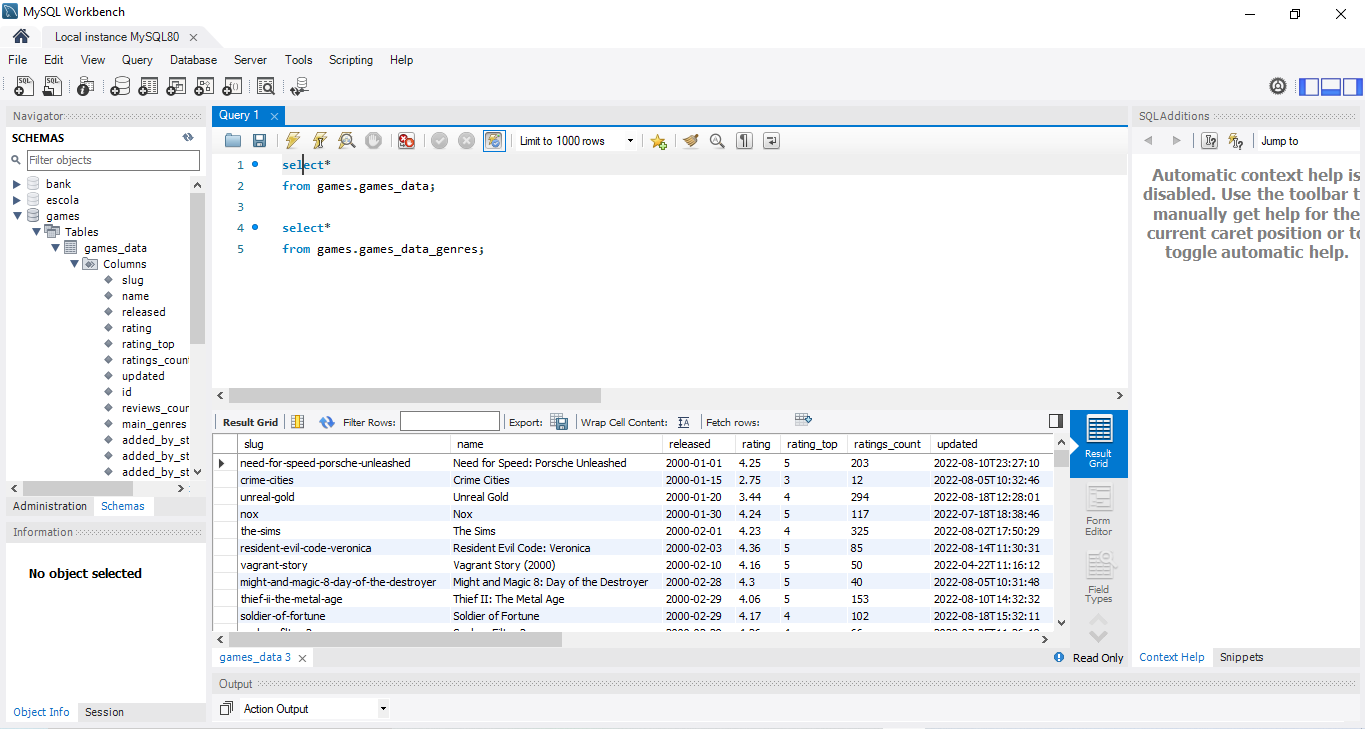 MySQL Workbench
Local instance MySQL80
File Edit View Query Database Server Tools Scripting Help
Navigator
SCHEMAS
Filter objects
bank
escola
games
Tables
games_data
Columns
slug
name
released
rating
rating_top
ratings_coun
updated
id
reviews_cour
main_genres
added_by_st
added_by_st
added_by_st
Administration Schemas
Information
No object selected
Object Info Session
Query 1
Limit to 1000 rows
1 select*
2 from games.games_data;
3
4 select*
5 from games.games_data_genres;
Result Grid Filter Rows: Export: Wrap Cell Content: Fetch rows:
slug name released rating rating_top ratings_count updated
need-for-speed-porsche-unleashed Need for Speed: Porsche Unleashed 2000-01-01 4.25 5 203 2022-08-10T23:27:10
crime-cities Crime Cities 2000-01-15 2.75 3 12 2022-08-05T10:32:46
unreal-gold Unreal Gold 2000-01-20 3.44 4 294 2022-08-18T12:28:01
nox Nox 2000-01-30 4.24 5 117 2022-07-18T18:38:46
the-sims The Sims 2000-02-01 4.23 4 325 2022-08-02T17:50:29
resident-evil-code-veronica Resident Evil Code: Veronica 2000-02-03 4.36 5 85 2022-08-14T11:30:31
vagrant-story Vagrant Story (2000) 2000-02-10 4.16 5 50 2022-04-22T11:16:12
might-and-magic-8-day-of-the-destroyer Might and Magic 8: Day of the Destroyer 2000-02-28 4.3 5 40 2022-08-05T10:31:48
thief-ii-the-metal-age Thief II: The Metal Age 2000-02-29 4.06 5 153 2022-08-10T14:32:32
soldier-of-fortune Soldier of Fortune 2000-02-29 4.17 4 102 2022-08-18T15:32:11
Result Grid
Form Editor
Field Types
games_data 3
Read Only
Output
Action Output
SQLAdditions
Jump to
Automatic context help is
disabled. Use the toolbar t
manually get help for the
current caret position or to
toggle automatic help.
Context Help Snippets